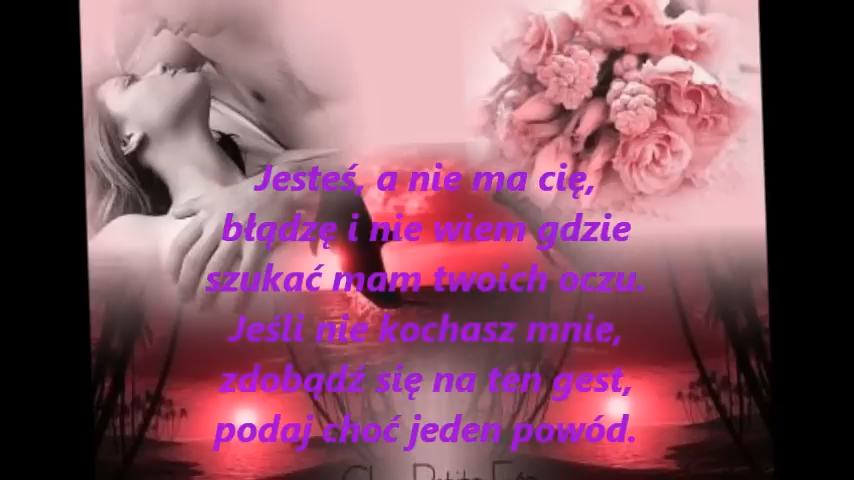 Jesteś, a nie ma cię,
błądzę i nie wiem gdzie
szukać mam twoich oczu.
Jeśli nie kochasz mnie,
zdobądź się na ten gest,
podaj choć jeden powód.